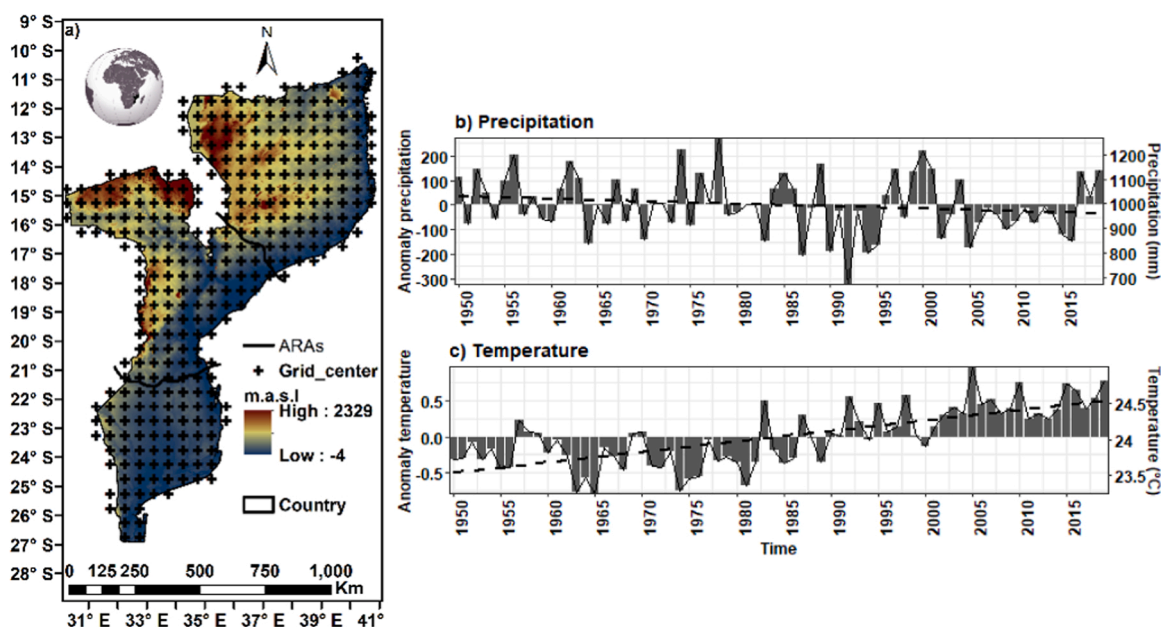 a)
N
9° S
10° S
11° S
12° S
13° S
14° S
15° S
16° S
17° S
18° S
19° S
20° S
21° S
22° S
23° S
24° S
25° S
26° S
27° S
28° S
ARAs
Grid_center
m.a.s.l
High : 2329
Low : -4
Country
0 125 250 500 750 1,000
Km
31° E 33° E 35° E 37° E 39° E 41°
b) Precipitation
Anomaly precipitation
200
100
0
-100
-200
-300
1200
1100
1000
900
800
700
Precipitation (mm)
1950 1955 1960 1965 1970 1975 1980 1985 1990 1995 2000 2005 2010 2015
c) Temperature
Anomaly temperature
0.5
0.0
-0.5
24.5
24
23.5
Temperature (°C)
1950 1955 1960 1965 1970 1975 1980 1985 1990 1995 2000 2005 2010 2015
Time